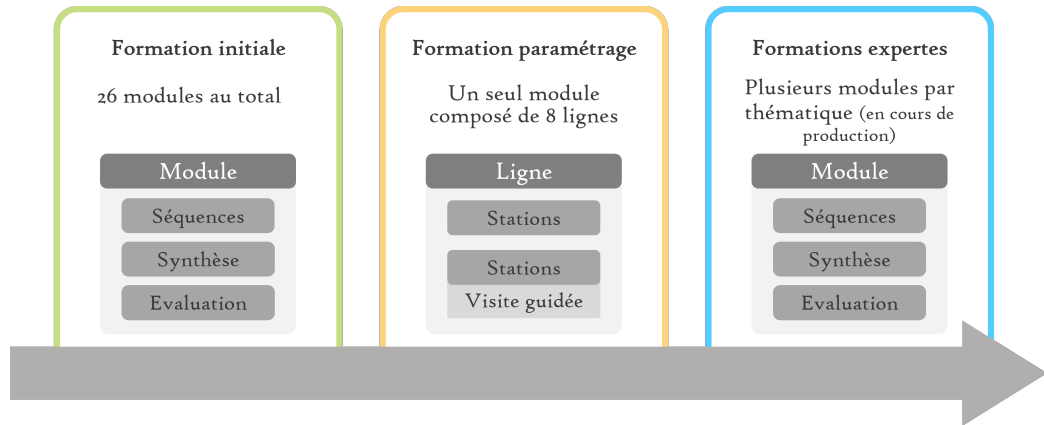 Formation initiale
26 modules au total
Module
Séquences
Synthèse
Evaluation
Formation paramétrage
Un seul module
composé de 8 lignes
Ligne
Stations
Stations
Visite guidée
Formations expertes
Plusieurs modules par
thématique (en cours de
production)
Module
Séquences
Synthèse
Evaluation